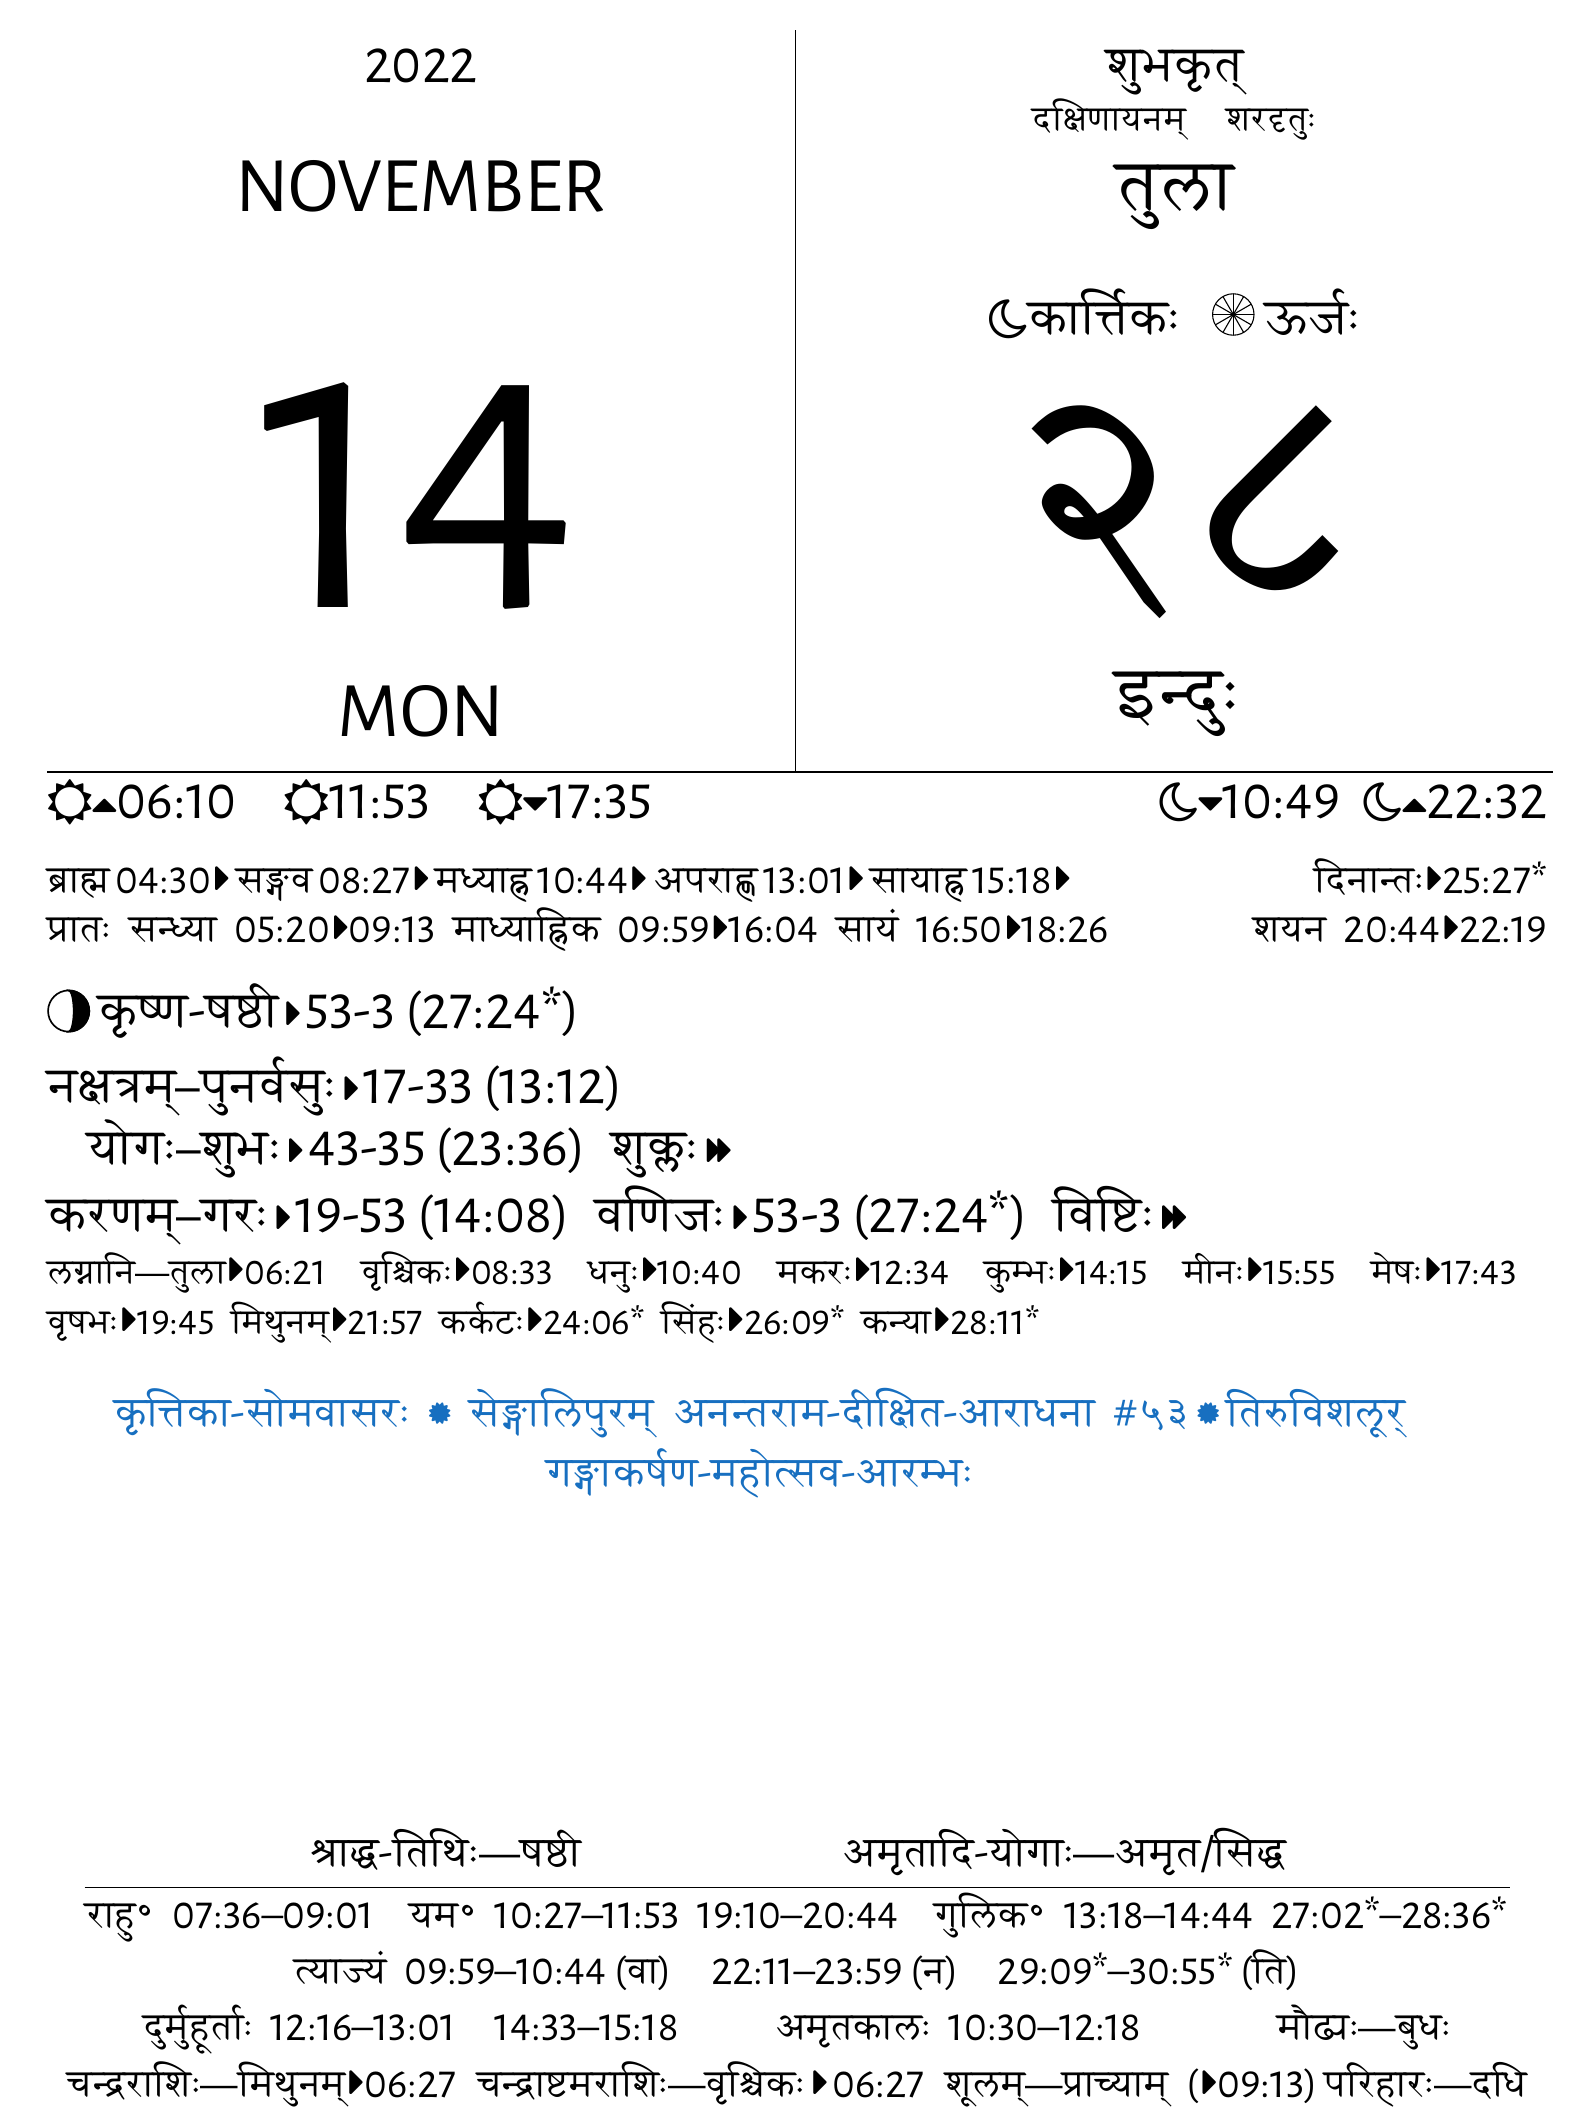 2022
NOVEMBER
14
MON
शुभकृत्
दक्षिणायनम् शरदृतुः
तुला
कार्त्तिकः ऊर्जः
२८
इन्दुः
06:10 11:53 17:35 10:49 22:32
ब्राह्म 04:30 सङ्गव 08:27 मध्याह्न 10:44 अपराह्ण 13:01 सायाह्न 15:18 दिनान्तः 25:27*
प्रातः सन्ध्या 05:20 09:13 माध्याह्निक 09:59 16:04 सायं 16:50 18:26 शयन 20:44 22:19
कृष्ण-षष्ठी 53-3 (27:24*)
नक्षत्रम्–पुनर्वसुः 17-33 (13:12)
योगः–शुभः 43-35 (23:36) शुक्लः
करणम्–गरः 19-53 (14:08) वणिजः 53-3 (27:24*) विष्टिः
लग्नानि—तुला 06:21 वृश्चिकः 08:33 धनुः 10:40 मकरः 12:34 कुम्भः 14:15 मीनः 15:55 मेषः 17:43
वृषभः 19:45 मिथुनम् 21:57 कर्कटः 24:06* सिंहः 26:09* कन्या 28:11*
कृत्तिका-सोमवासरः सेङ्गालिपुरम् अनन्तराम-दीक्षित-आराधना #५३ तिरुविशलूर्
गङ्गाकर्षण-महोत्सव-आरम्भः
श्राद्ध-तिथिः—षष्ठी अमृतादि-योगाः—अमृत/सिद्ध
राहु॰ 07:36–09:01 यम॰ 10:27–11:53 19:10–20:44 गुलिक॰ 13:18–14:44 27:02*–28:36*
त्याज्यं 09:59–10:44 (वा) 22:11–23:59 (न) 29:09*–30:55* (ति)
दुर्मुहूर्ताः 12:16–13:01 14:33–15:18 अमृतकालः 10:30–12:18 मौढ्यः—बुधः
चन्द्रराशिः—मिथुनम् 06:27 चन्द्राष्टमराशिः—वृश्चिकः 06:27 शूलम्—प्राच्याम् (09:13) परिहारः—दधि